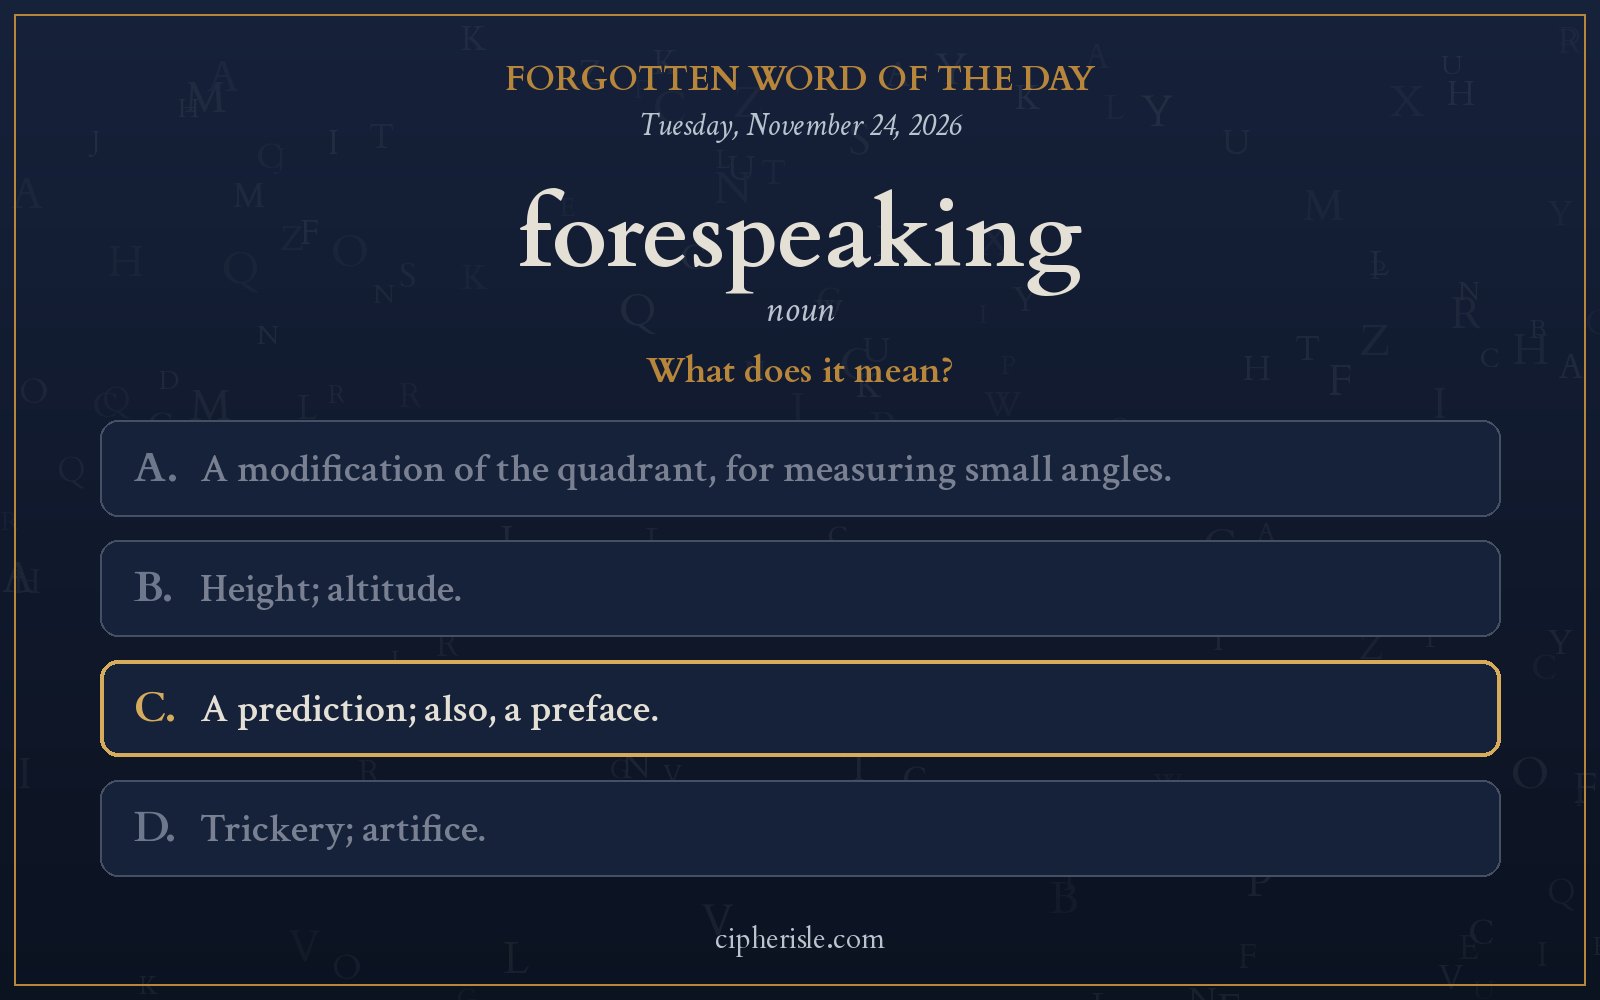 FORGOTTEN WORD OF THE DAY
Tuesday, November 24, 2026
forespeaking
noun
What does it mean?
A. A modification of the quadrant, for measuring small angles.
B. Height; altitude.
C. A prediction; also, a preface.
D. Trickery; artifice.
cipherisle.com